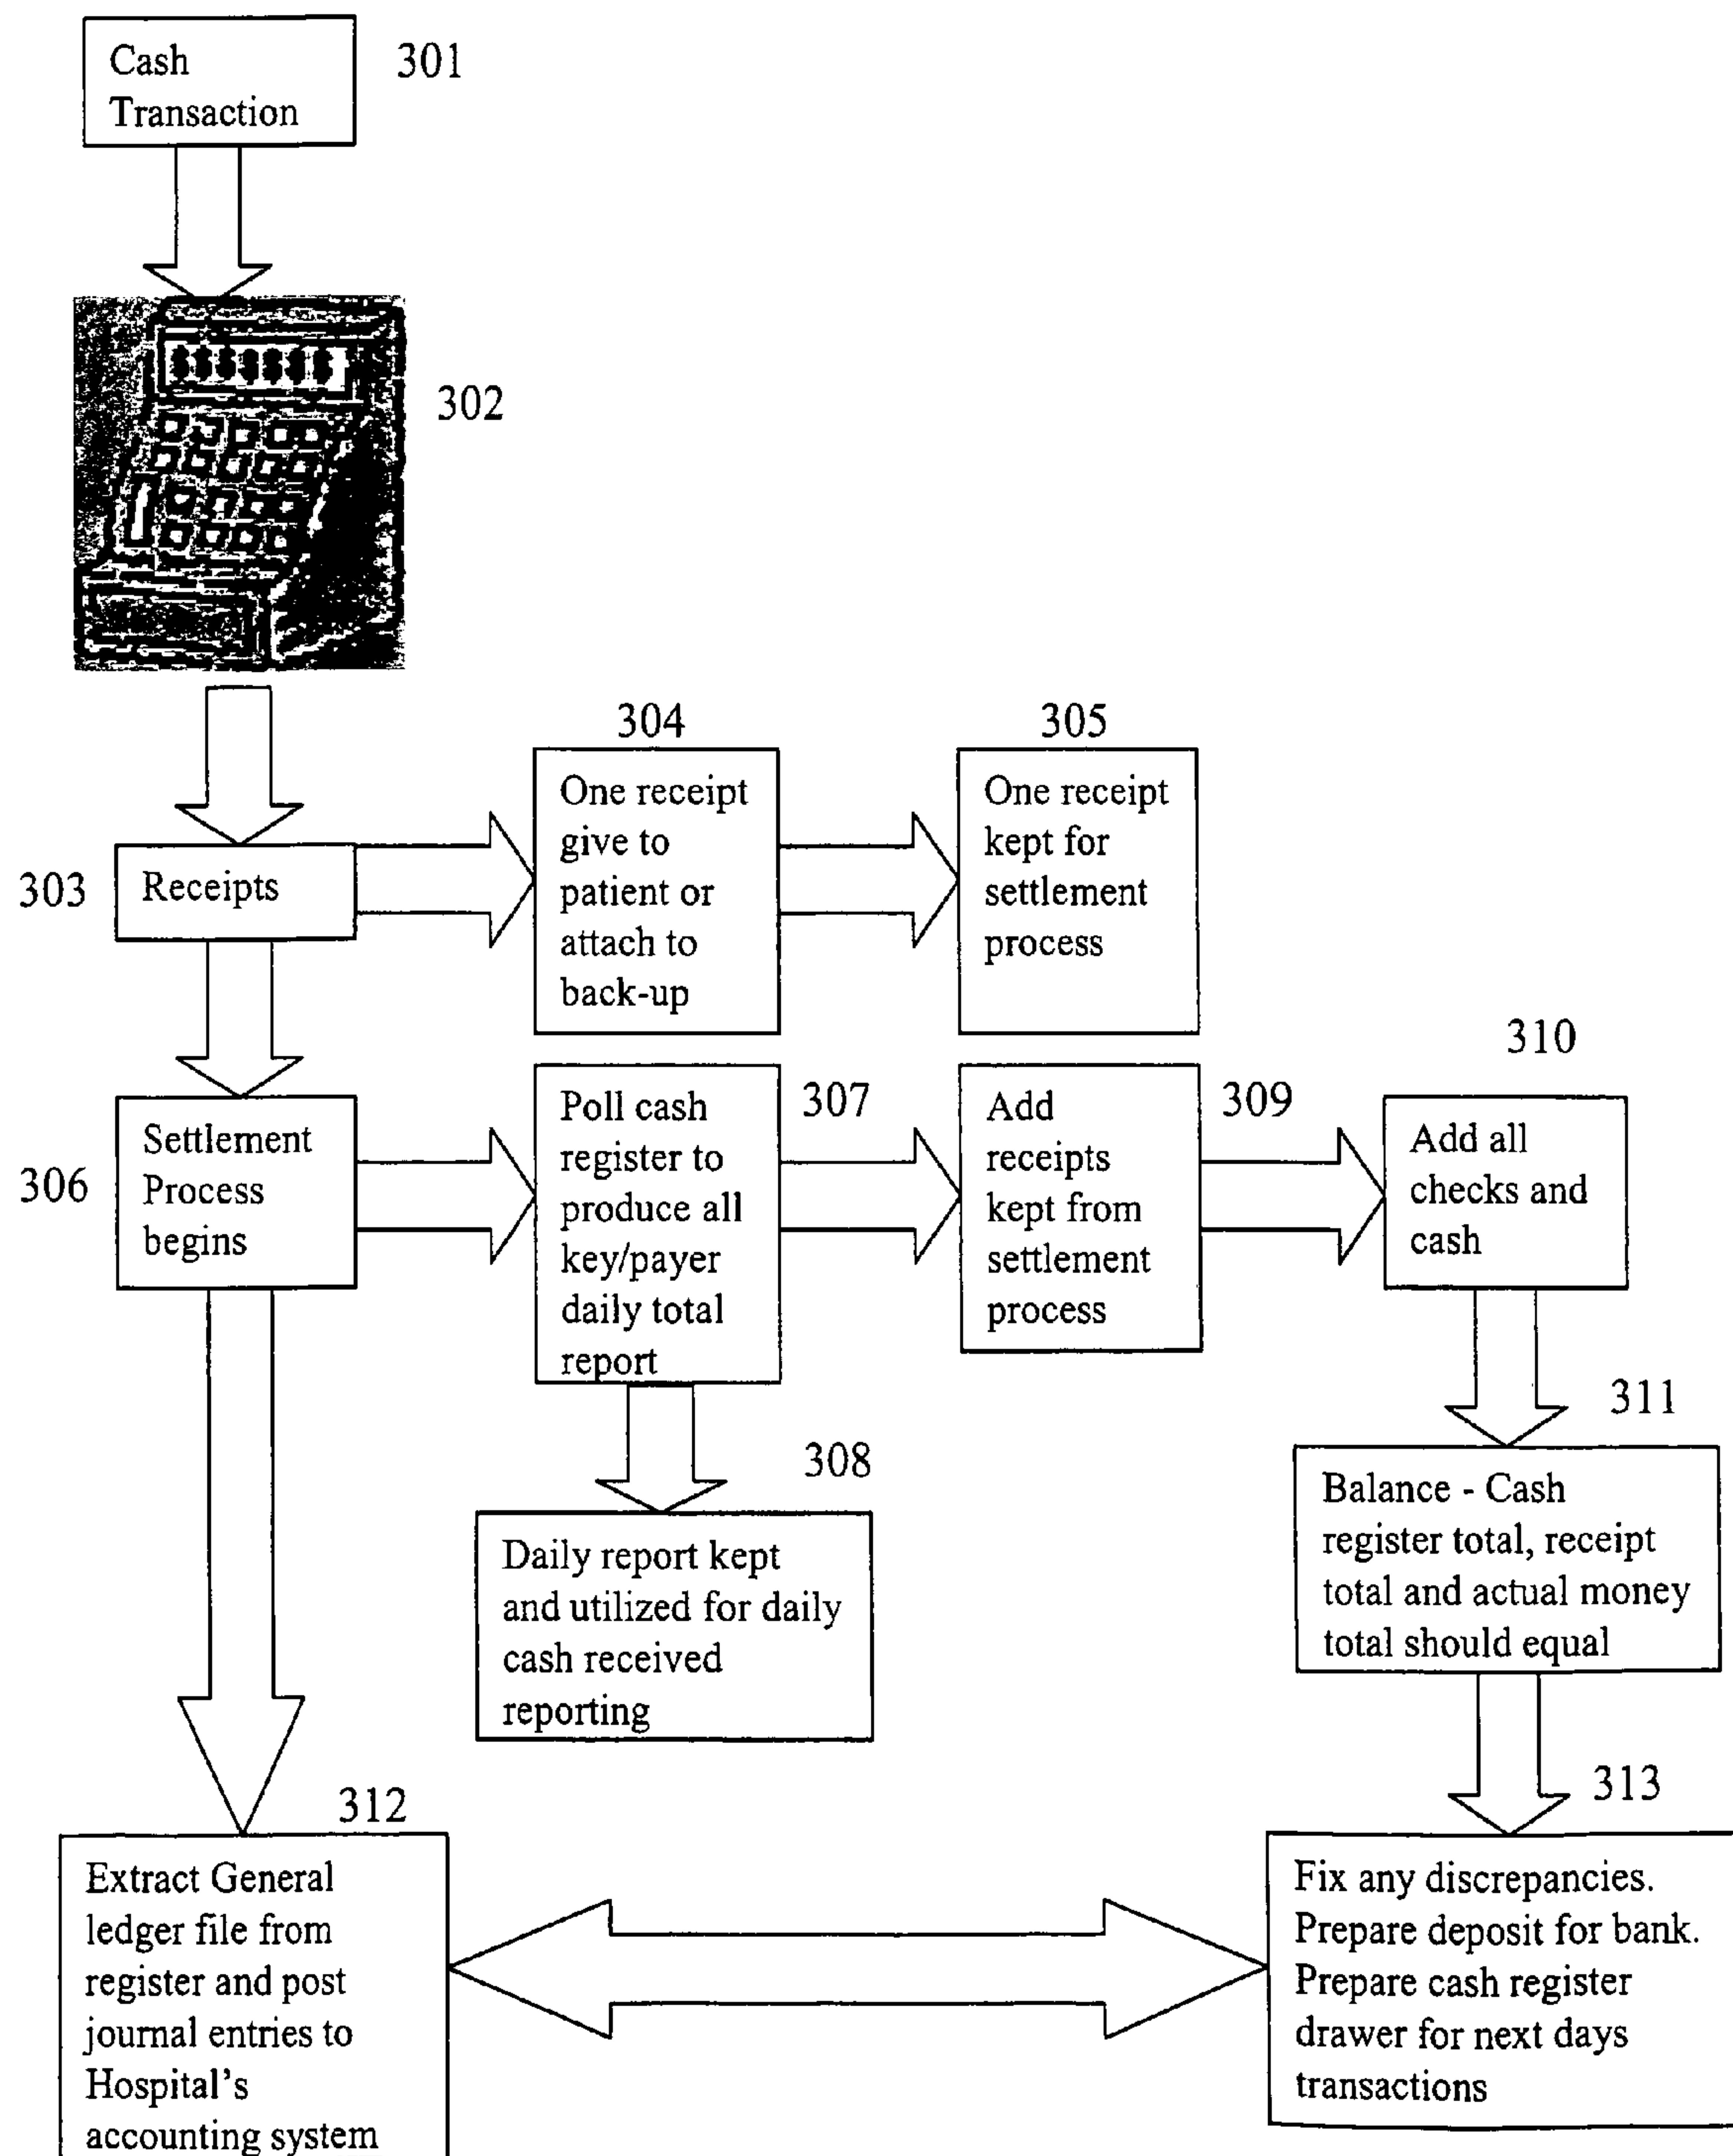 Cash
Transaction
301
$$$$$$$
302
304
305
One receipt
give to
patient or
attach to
back-up
One receipt
kept for
settlement
process
303
Receipts
310
306
Settlement
Process
begins
Poll cash
register to
produce all
key/payer
daily total
report
307
Add
receipts
kept from
settlement
process
309
Add all
checks and
cash
311
308
Daily report kept
and utilized for daily
cash received
reporting
Balance - Cash
register total, receipt
total and actual money
total should equal
312
313
Extract General
ledger file from
register and post
journal entries to
Hospital's
accounting system
Fix any discrepancies.
Prepare deposit for bank.
Prepare cash register
drawer for next days
transactions